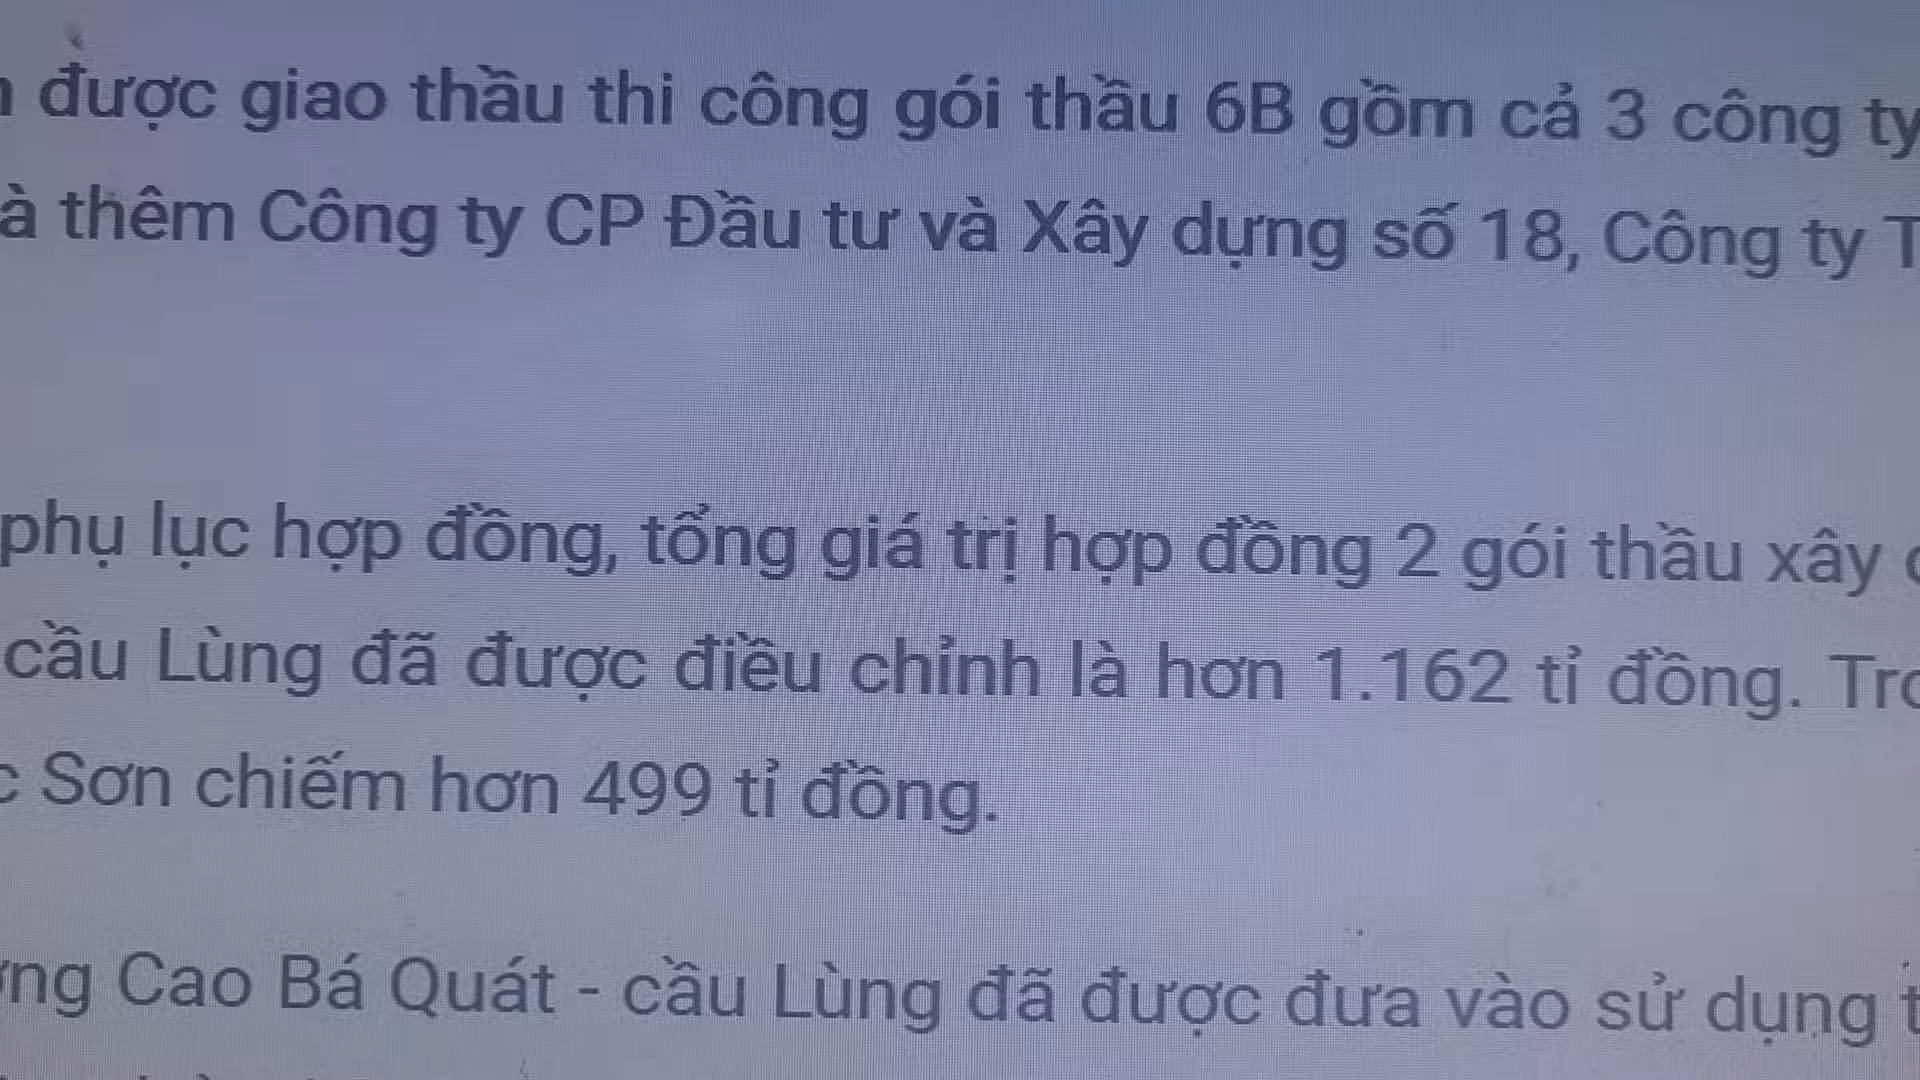 được giao thầu thi công gói thầu 6B gồm cả 3 công ty
thêm Công ty CP Đầu tư và Xây dựng số 18, Công ty
phụ lục hợp đồng, tổng giá trị hợp đồng 2 gói thầu xây
cầu Lùng đã được điều chỉnh là hơn 1.162 tỉ đồng.
Sơn chiếm hơn 499 tỉ đồng.
Cao Bá Quát - cầu Lùng đã được đưa vào sử dụng